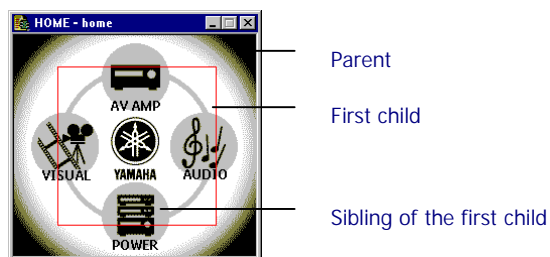 HOME - home
Parent
AV AMP
First child
VISUAL
YAMAHA
AUDIO
Sibling of the first child
POWER